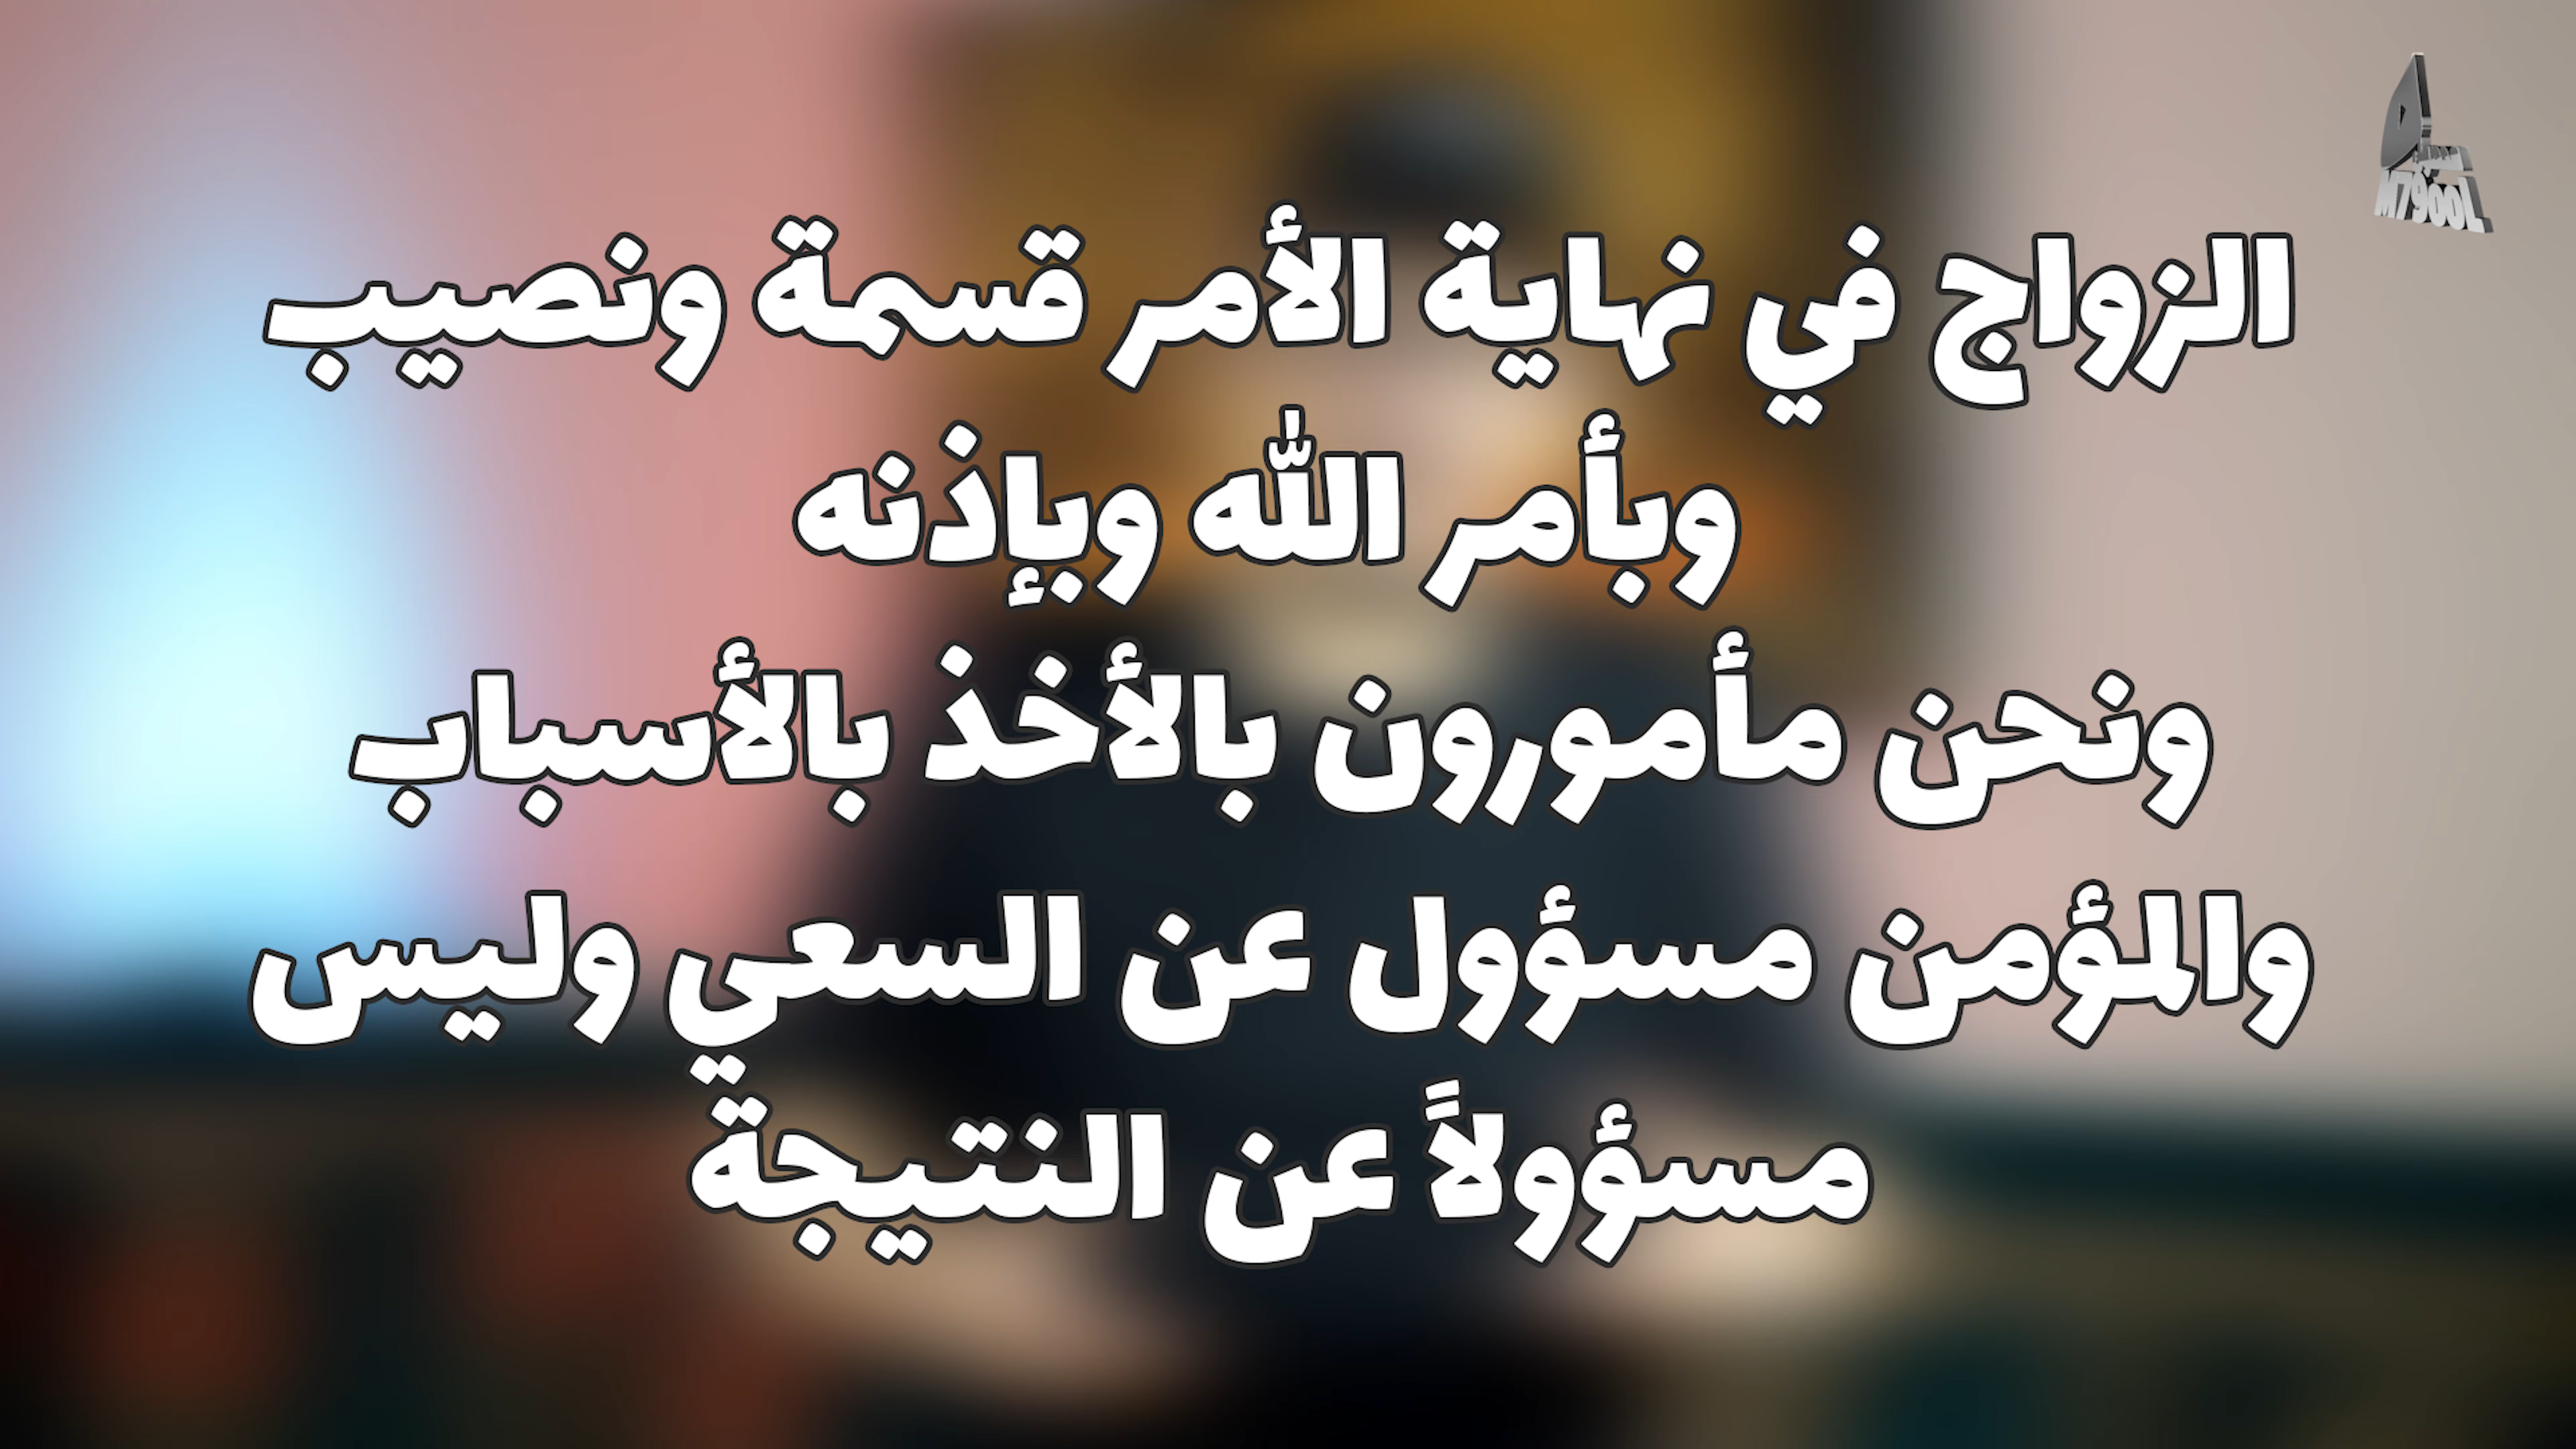 M79ooL
الزواج في نهاية الأمر قسمة ونصيب
وبأمر الله وبإذنه
ونحن مأمورون بالأخذ بالأسباب
والمؤمن مسؤول عن السعي وليس
مسؤولاً عن النتيجة